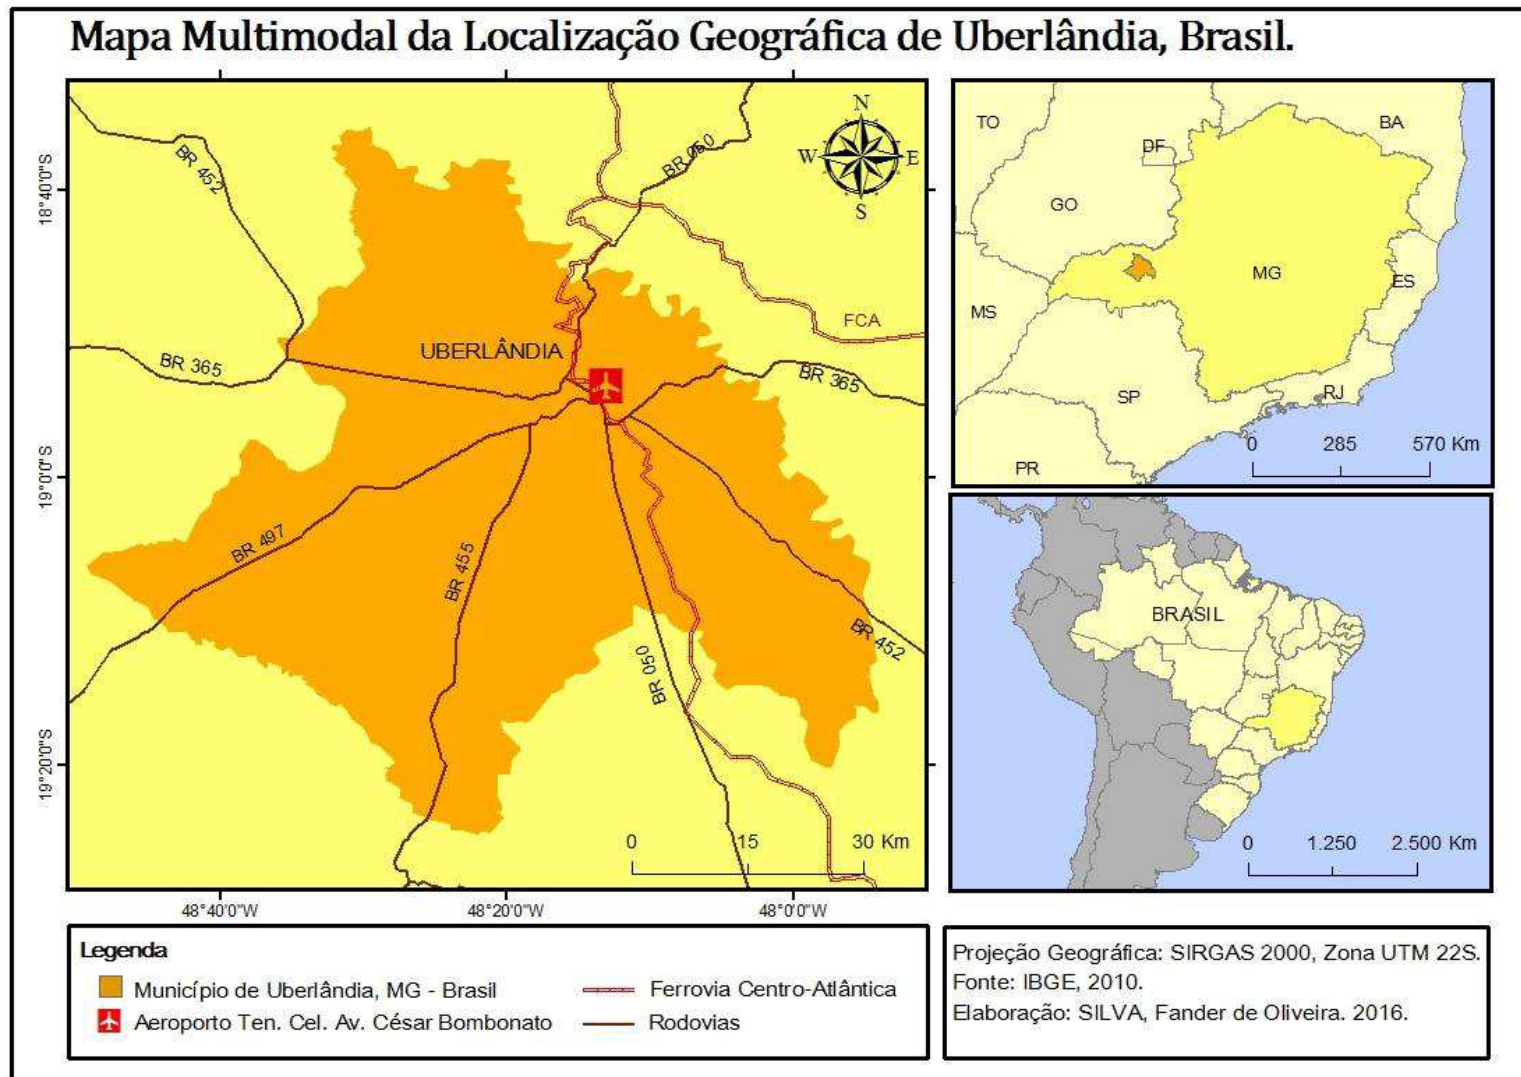 Mapa Multimodal da Localização Geográfica de Uberlândia, Brasil.
N
W E
S
BR 452
BR 050
18°40'0"S
FCA
UBERLÂNDIA
BR 365
BR 365
19°0'0"S
BR 497
BR 455
BR 452
BR 050
19°20'0"S
0 15 30 Km
48°40'0"W 48°20'0"W 48°0'0"W
TO
BA
DF
GO
MG
ES
MS
SP
RJ
PR
0 285 570 Km
BRASIL
0 1.250 2.500 Km
Legenda
Município de Uberlândia, MG - Brasil
Aeroporto Ten. Cel. Av. César Bombonato
Ferrovia Centro-Atlântica
Rodovias
Projeção Geográfica: SIRGAS 2000, Zona UTM 22S.
Fonte: IBGE, 2010.
Elaboração: SILVA, Fander de Oliveira. 2016.